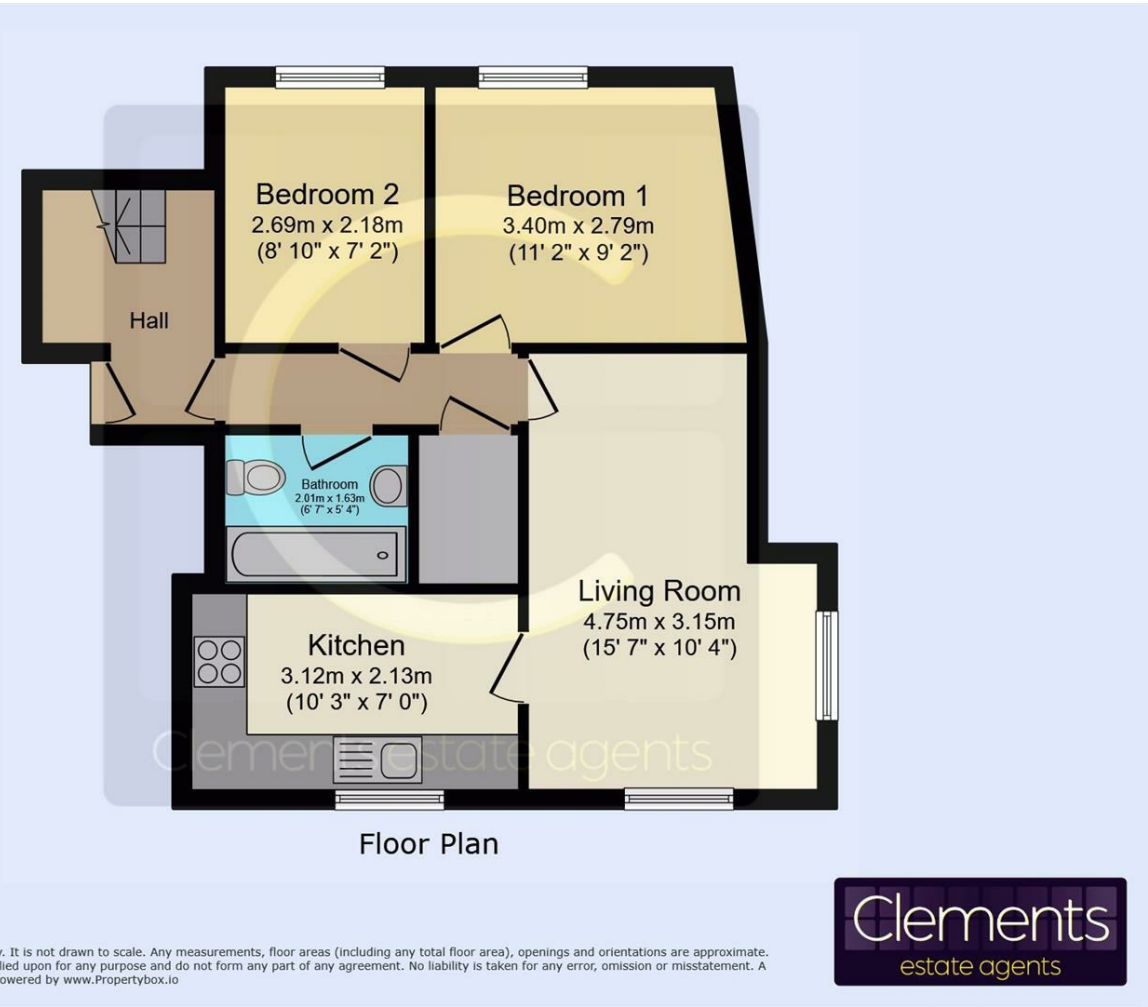 Bedroom 2
2.69m x 2.18m
(8' 10" x 7' 2")
Bedroom 1
3.40m x 2.79m
(11' 2" x 9' 2")
Hall
Bathroom
2.01m x 1.63m
(6' 7" x 5' 4")
Living Room
4.75m x 3.15m
(15' 7" x 10' 4")
Kitchen
3.12m x 2.13m
(10' 3" x 7' 0")
Clements estate agents
Floor Plan
Clements
estate agents
. It is not drawn to scale. Any measurements, floor areas (including any total floor area), openings and orientations are approximate.
lied upon for any purpose and do not form any part of any agreement. No liability is taken for any error, omission or misstatement. A
owered by www.Propertybox.io